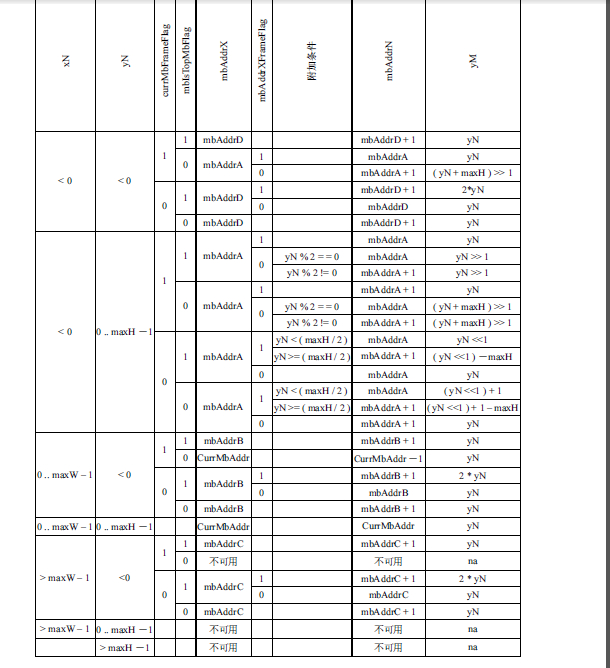 xN yN currMbFrameFlag mbIsTopMbFlag mbAddrX mbAddrXFrameFlag 附加条件 mbAddrN yM
< 0 < 0 1 1 mbAddrD mbAddrD + 1 yN
0 mbAddrA 1 mbAddrA yN
0 mbAddrA + 1 ( yN + maxH ) >> 1
0 1 mbAddrD 1 mbAddrD + 1 2*yN
0 mbAddrD yN
0 mbAddrD mbAddrD + 1 yN
< 0 0 .. maxH －1 1 1 mbAddrA 1 mbAddrA yN
0 yN % 2 = = 0 mbAddrA yN >> 1
yN % 2 != 0 mbAddrA + 1 yN >> 1
0 mbAddrA 1 mbAddrA + 1 yN
0 yN % 2 = = 0 mbAddrA ( yN + maxH ) >> 1
yN % 2 != 0 mbAddrA + 1 ( yN + maxH ) >> 1
0 1 mbAddrA 1 yN < ( maxH / 2 ) mbAddrA yN <<1
yN >= ( maxH / 2 ) mbAddrA + 1 ( yN <<1 ) －maxH
0 mbAddrA yN
0 mbAddrA 1 yN < ( maxH / 2 ) mbAddrA ( yN <<1 ) + 1
yN >= ( maxH / 2 ) mbAddrA + 1 ( yN <<1 ) + 1 – maxH
0 mbAddrA + 1 yN
0 .. maxW – 1 < 0 1 1 mbAddrB mbAddrB + 1 yN
0 CurrMbAddr CurrMbAddr －1 yN
0 1 mbAddrB 1 mbAddrB + 1 2 * yN
0 mbAddrB yN
0 mbAddrB mbAddrB + 1 yN
0 .. maxW – 1 0 .. maxH －1 CurrMbAddr CurrMbAddr yN
> maxW – 1 <0 1 1 mbAddrC mbAddrC + 1 yN
0 不可用 不可用 na
0 1 mbAddrC 1 mbAddrC + 1 2 * yN
0 mbAddrC yN
0 mbAddrC mbAddrC + 1 yN
> maxW – 1 0 .. maxH －1 不可用 不可用 na
> maxH －1 不可用 不可用 na